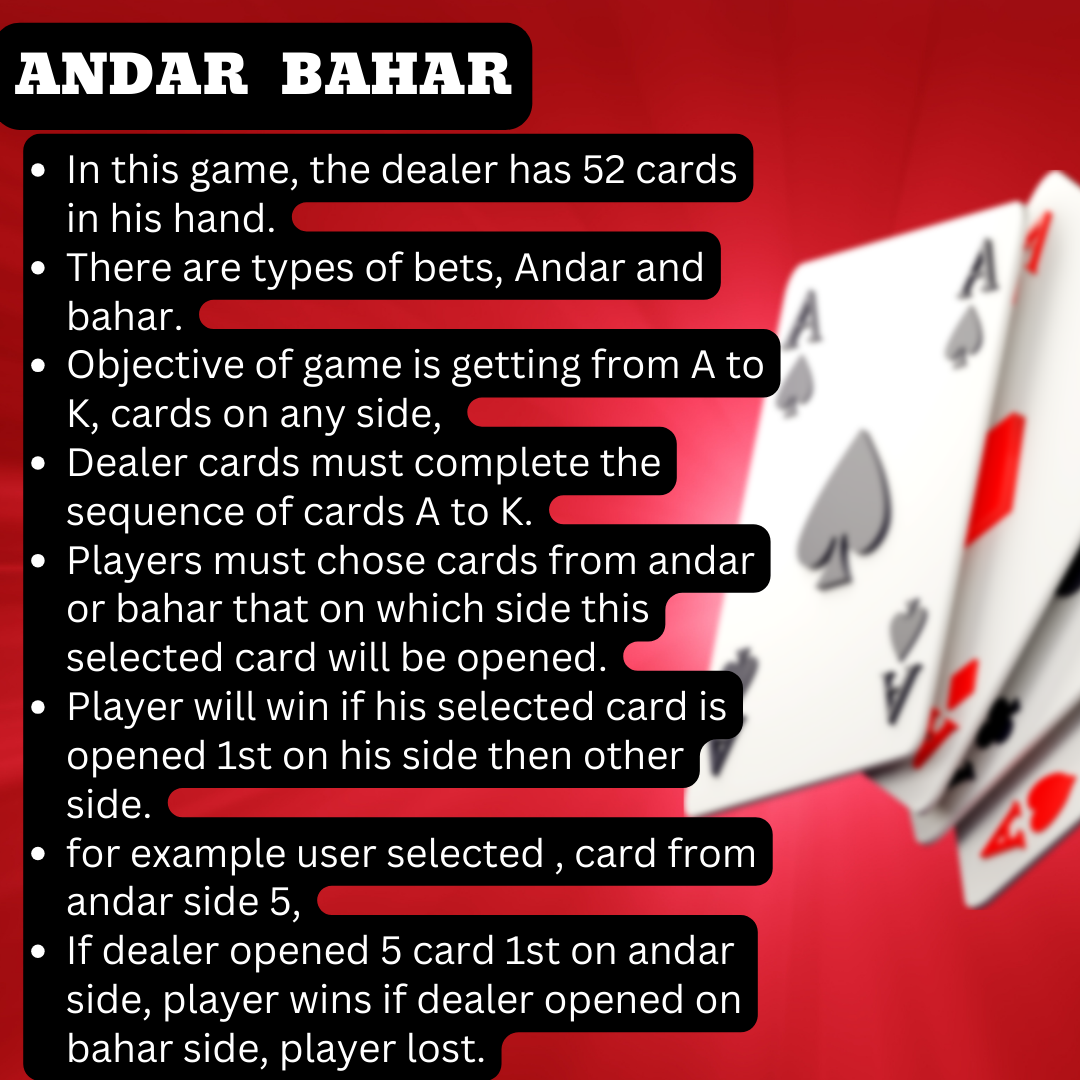 ANDAR BAHAR
• In this game, the dealer has 52 cards
in his hand.
• There are types of bets, Andar and
bahar.
• Objective of game is getting from A to
K, cards on any side,
• Dealer cards must complete the
sequence of cards A to K.
• Players must chose cards from andar
or bahar that on which side this
selected card will be opened.
• Player will win if his selected card is
opened 1st on his side then other
side.
• for example user selected , card from
andar side 5,
• If dealer opened 5 card 1st on andar
side, player wins if dealer opened on
bahar side, player lost.
A
A
A
A
A
A